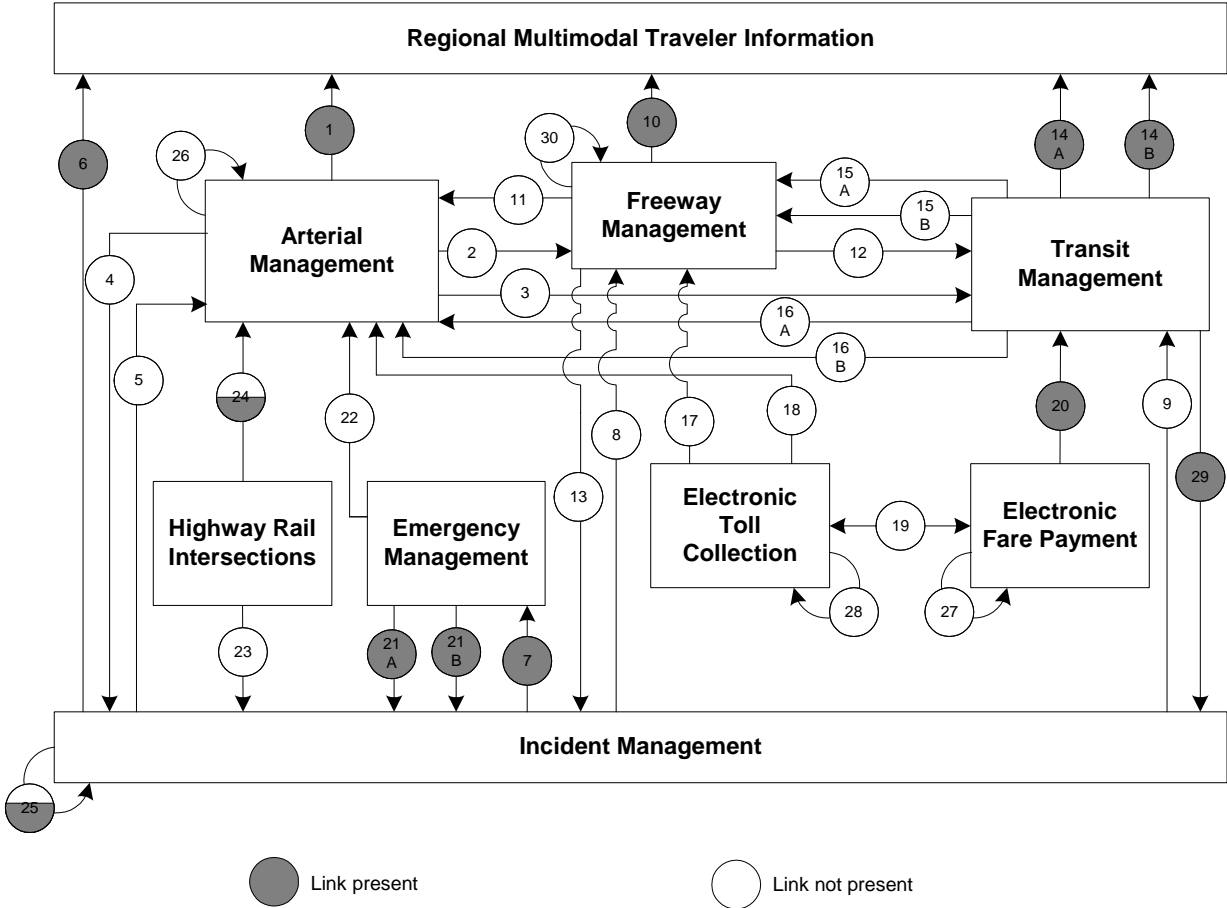 Regional Multimodal Traveler Information
6
1
10
14
A
14
B
26
30
11
15
A
15
B
Arterial
Management
Freeway
Management
Transit
Management
2
12
4
3
16
A
16
B
5
24
22
8
17
18
20
9
13
29
Highway Rail
Intersections
Emergency
Management
Electronic
Toll
Collection
19
Electronic
Fare Payment
28
27
23
21
A
21
B
7
Incident Management
25
Link present
Link not present